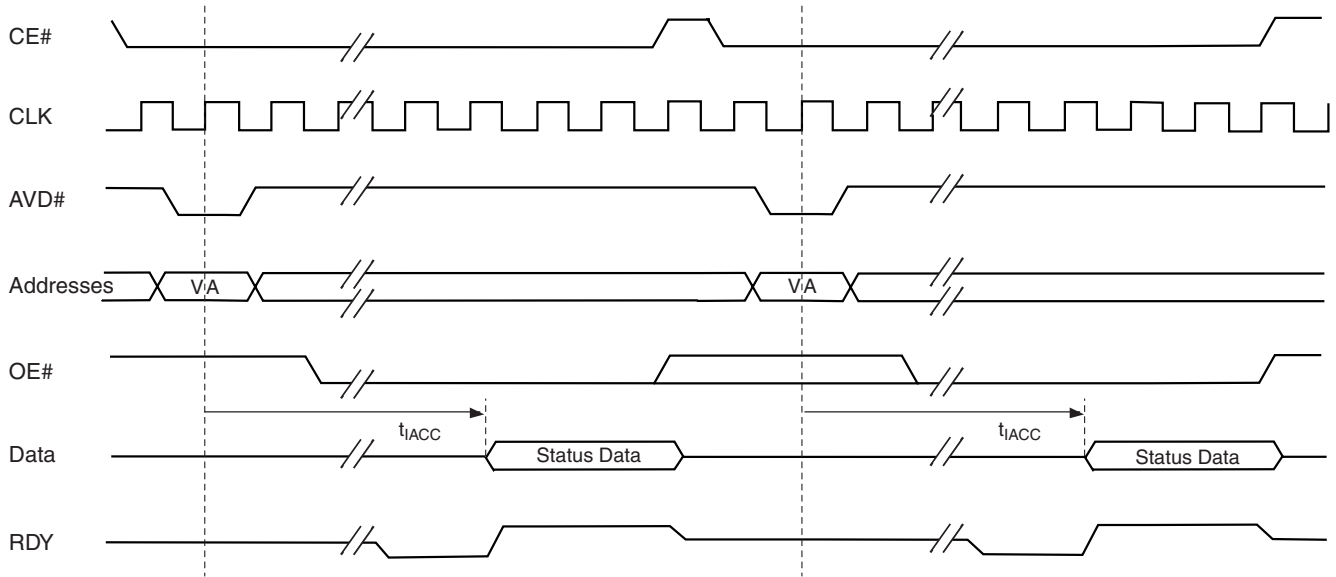 CE#
CLK
AVD#
Addresses VA VA
OE#
tIACC tIACC
Data Status Data Status Data
RDY